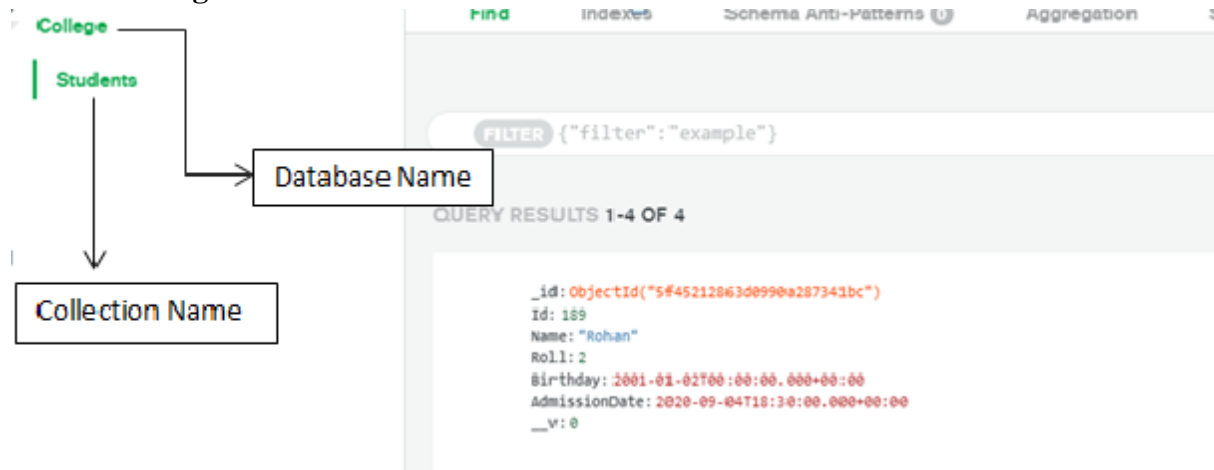 Find Indexes Schema Anti-Patterns 0 Aggregation
College
Students
FILTER {"filter":"example"}
Database Name
QUERY RESULTS 1-4 OF 4
Collection Name
_id:ObjectId("5ff45212863d0990a287341bc")
Id: 189
Name: "Rohan"
Roll: 2
Birthday: 2001-01-02T00:00:00.000+00:00
AdmissionDate: 2020-09-04T18:30:00.000+00:00
__v: 0